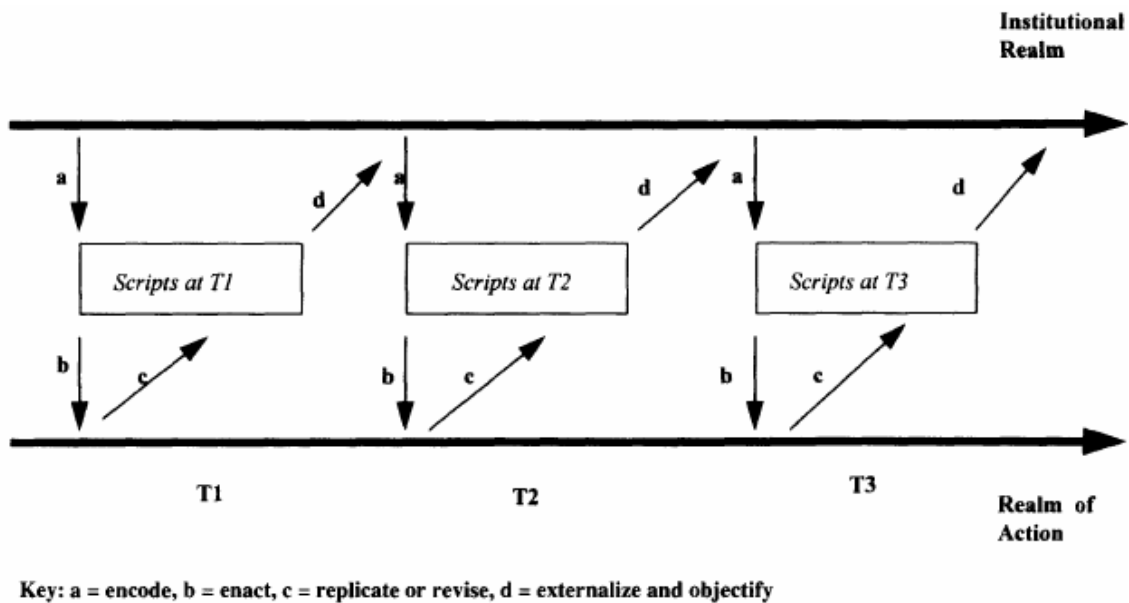 Institutional
Realm
a
d
a
d
a
d
Scripts at T1
Scripts at T2
Scripts at T3
b
c
b
c
b
c
T1
T2
T3
Realm of
Action
Key: a = encode, b = enact, c = replicate or revise, d = externalize and objectify